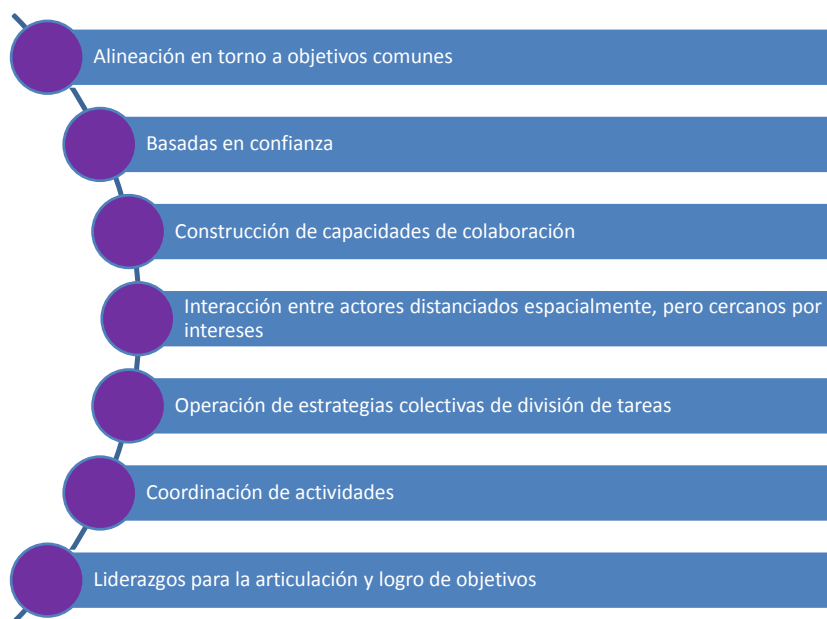 Alineación en torno a objetivos comunes
Basadas en confianza
Construcción de capacidades de colaboración
Interacción entre actores distanciados espacialmente, pero cercanos por
intereses
Operación de estrategias colectivas de división de tareas
Coordinación de actividades
Liderazgos para la articulación y logro de objetivos